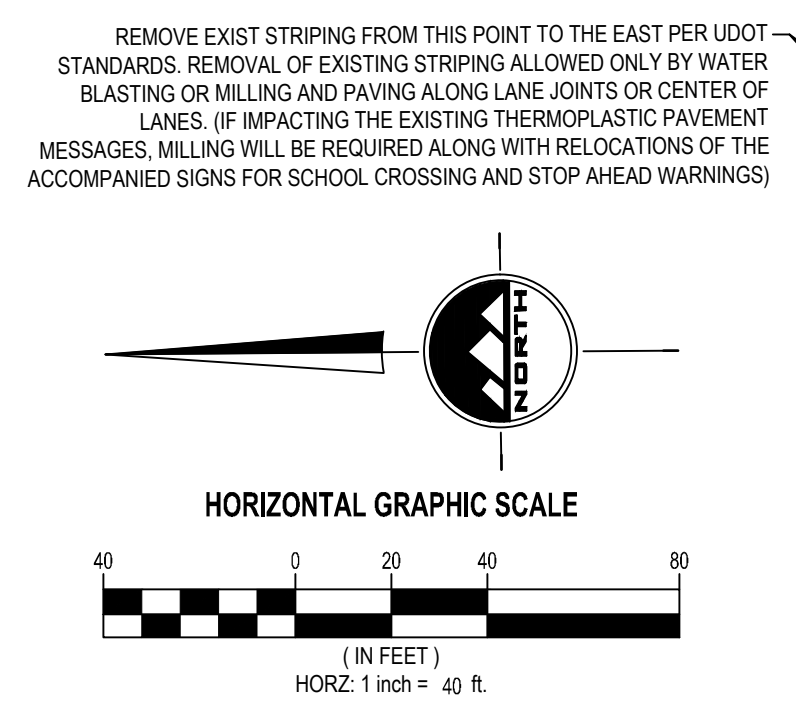 REMOVE EXIST STRIPING FROM THIS POINT TO THE EAST PER UDOT
STANDARDS. REMOVAL OF EXISTING STRIPING ALLOWED ONLY BY WATER
BLASTING OR MILLING AND PAVING ALONG LANE JOINTS OR CENTER OF
LANES. (IF IMPACTING THE EXISTING THERMOPLASTIC PAVEMENT
MESSAGES, MILLING WILL BE REQUIRED ALONG WITH RELOCATIONS OF THE
ACCOMPANIED SIGNS FOR SCHOOL CROSSING AND STOP AHEAD WARNINGS)
NORTH
HORIZONTAL GRAPHIC SCALE
40 0 20 40 80
( IN FEET )
HORZ: 1 inch = 40 ft.